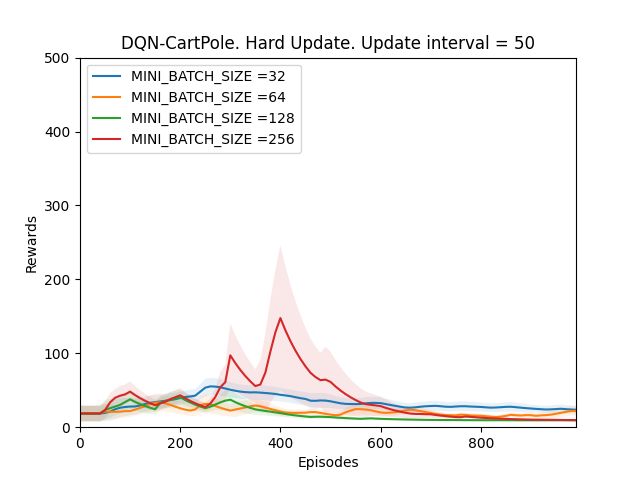 DQN-CartPole. Hard Update. Update interval = 50
500
400
300
200
100
0
Rewards
MINI_BATCH_SIZE =32
MINI_BATCH_SIZE =64
MINI_BATCH_SIZE =128
MINI_BATCH_SIZE =256
0 200 400 600 800
Episodes